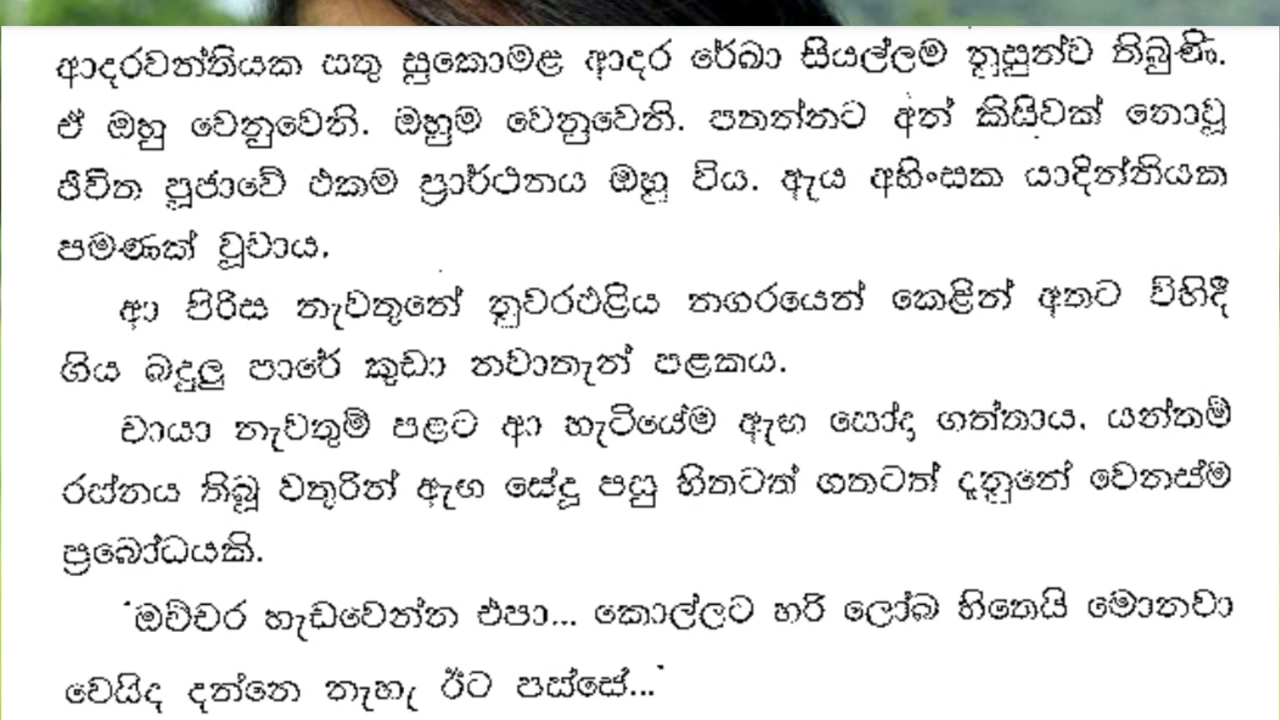 ආදරවන්තියක සතු සුකොමළ ආදර රේඛා සියල්ලම නුසුන්ව තිබුණි.
ඒ ඔහු වෙනුවෙනි. ඔහුම වෙනුවෙනි. පතන්නට අන් කිසිවක් නොවූ
ජීවිත පූජාවේ එකම ප්‍රාර්ථනය ඔහු විය. ඇය අහිංසක යාදින්නියක
පමණක් වූවාය.
ආ පිරිස නැවතුනේ නුවරඑළිය නගරයෙන් කෙළින් අතට විහිදී
ගිය බදුලු පාරේ කුඩා නවාතැන් පළකය.
චායා නැවතුම් පළට ආ හැටියේම ඇඟ සෝදා ගත්තාය. යන්තම්
රස්නය තිබූ වතුරින් ඇඟ සේදූ පසු හිතටත් ගතටත් දැනුනේ වෙනස්ම
ප්‍රබෝධයකි.
'ඔච්චර හැඩවෙන්න එපා... කොල්ලට හරි ලෝබ හිතෙයි මොනවා
වෙයිද දන්නෙ නැහැ ඊට පස්සේ...'